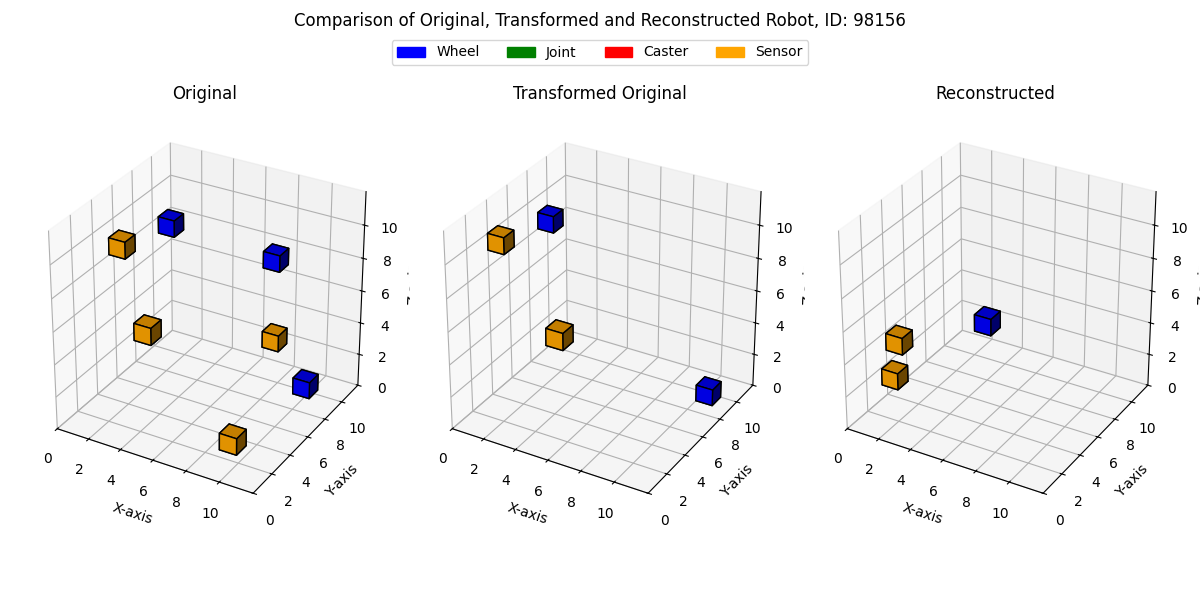 Comparison of Original, Transformed and Reconstructed Robot, ID: 98156
Wheel Joint Caster Sensor
Original Transformed Original Reconstructed
10 10 10
8 8 8
6 6 6
4 4 4
2 2 2
0 0 0
0 2 4 6 8 10 0 2 4 6 8 10
X-axis Y-axis
0 2 4 6 8 10 0 2 4 6 8 10
X-axis Y-axis
0 2 4 6 8 10 0 2 4 6 8 10
X-axis Y-axis